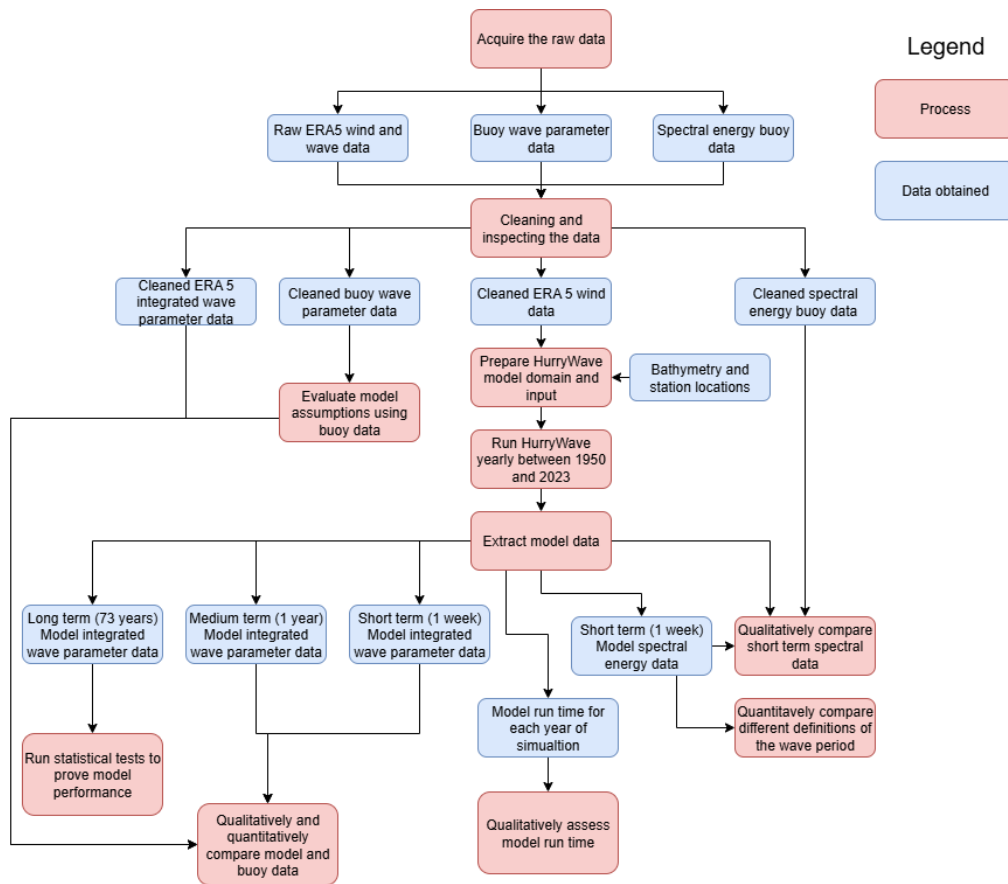 Acquire the raw data
Legend
Process
Data obtained
Raw ERA5 wind and
wave data
Buoy wave parameter
data
Spectral energy buoy
data
Cleaning and
inspecting the data
Cleaned ERA 5
integrated wave
parameter data
Cleaned buoy wave
parameter data
Cleaned ERA 5 wind
data
Cleaned spectral
energy buoy data
Prepare HurryWave
model domain and
input
Bathymetry and
station locations
Evaluate model
assumptions using
buoy data
Run HurryWave
yearly between 1950
and 2023
Extract model data
Long term (73 years)
Model integrated
wave parameter data
Medium term (1 year)
Model integrated
wave parameter data
Short term (1 week)
Model integrated
wave parameter data
Short term (1 week)
Model spectral
energy data
Qualitatively compare
short term spectral
data
Model run time for
each year of
simualtion
Quantitavely compare
different definitions of
the wave period
Run statistical tests to
prove model
performance
Qualitatively and
quantitatively
compare model and
buoy data
Qualitatively assess
model run time